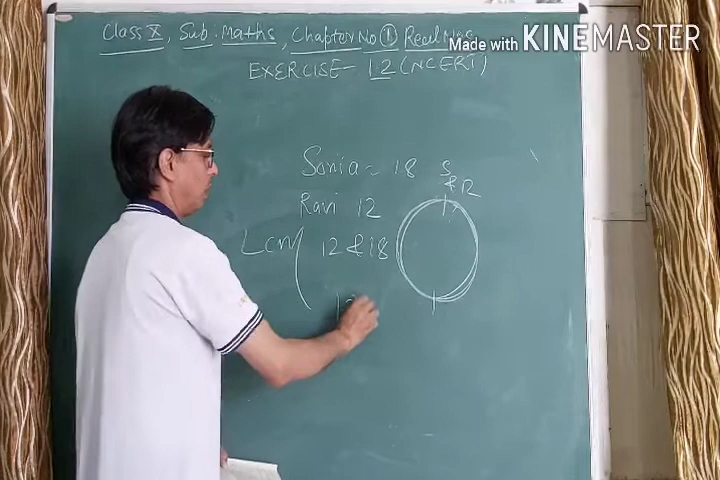 Class X, Sub: Maths, Chapter No ① Real Nos
EXERCISE - 1.2 (NCERT)
Made with KINEMASTER
Sonia ~ 18
S
& R
Ravi 12
LCM 12 & 18